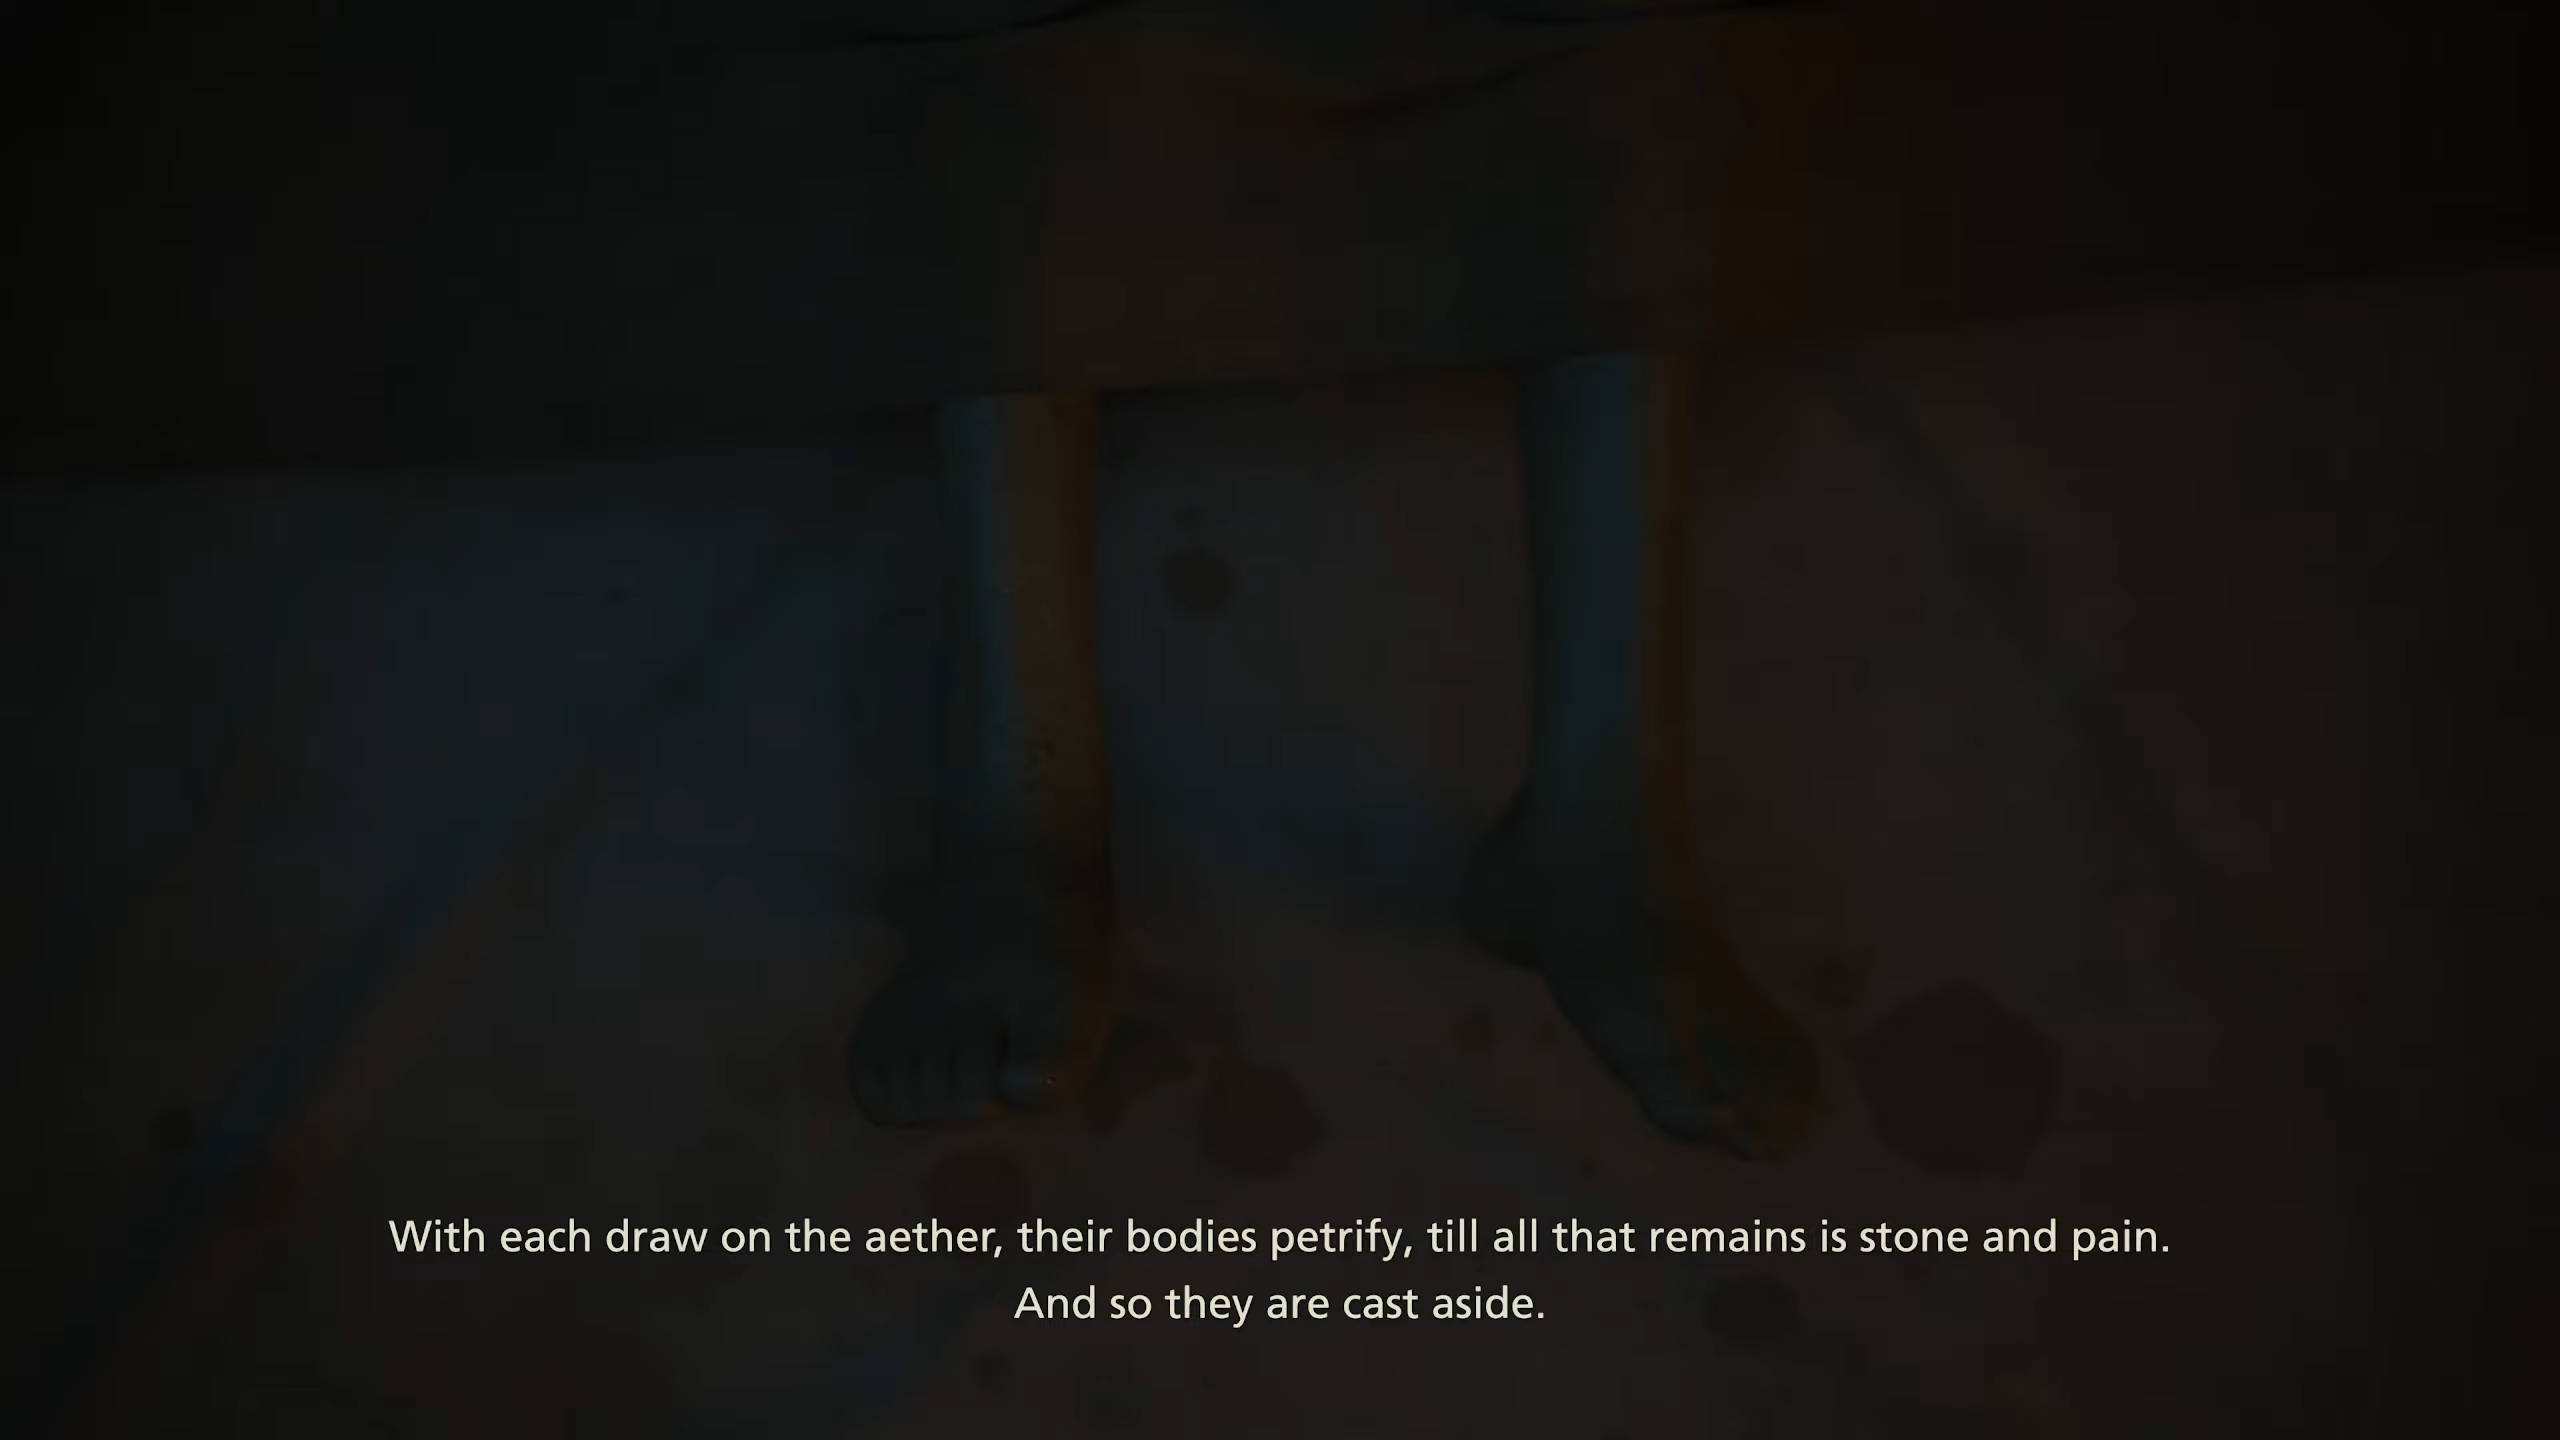 With each draw on the aether, their bodies petrify, till all that remains is stone and pain.
And so they are cast aside.